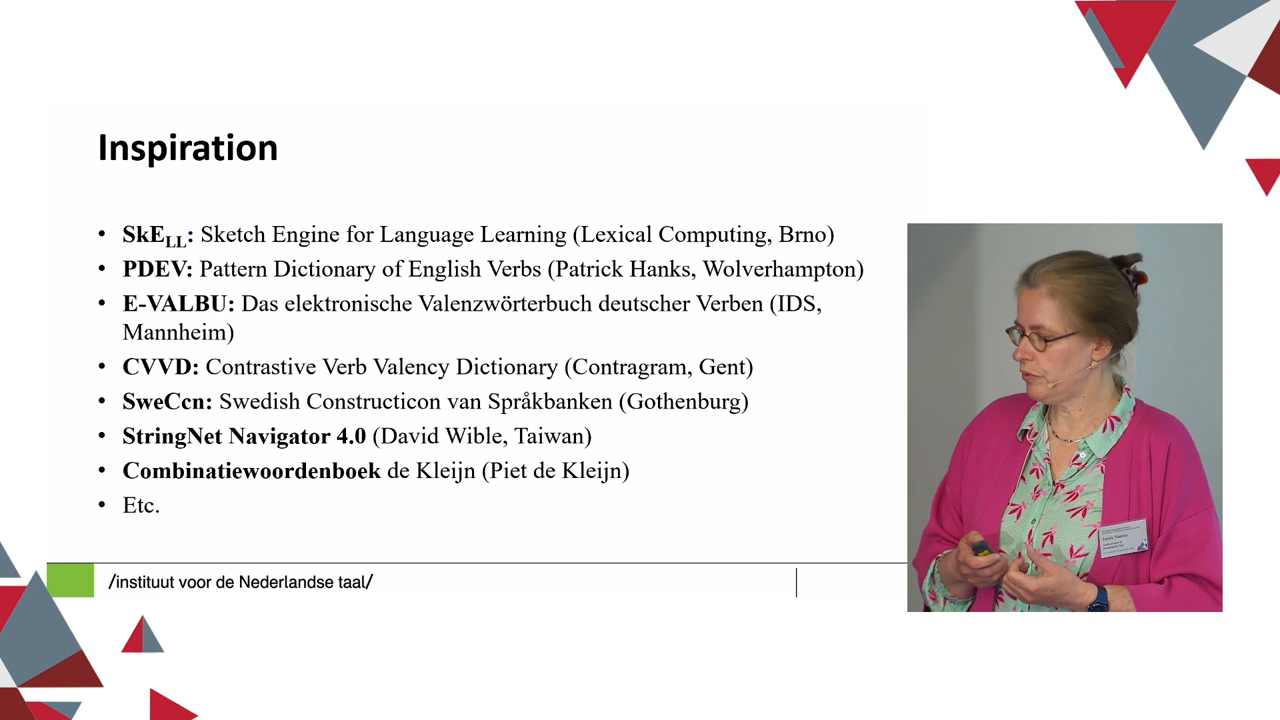 Inspiration
• SkELL: Sketch Engine for Language Learning (Lexical Computing, Brno)
• PDEV: Pattern Dictionary of English Verbs (Patrick Hanks, Wolverhampton)
• E-VALBU: Das elektronische Valenzwörterbuch deutscher Verben (IDS,
Mannheim)
• CVVD: Contrastive Verb Valency Dictionary (Contragram, Gent)
• SweCcn: Swedish Constructicon van Språkbanken (Gothenburg)
• StringNet Navigator 4.0 (David Wible, Taiwan)
• Combinatiewoordenboek de Kleijn (Piet de Kleijn)
• Etc.
/instituut voor de Nederlandse taal/